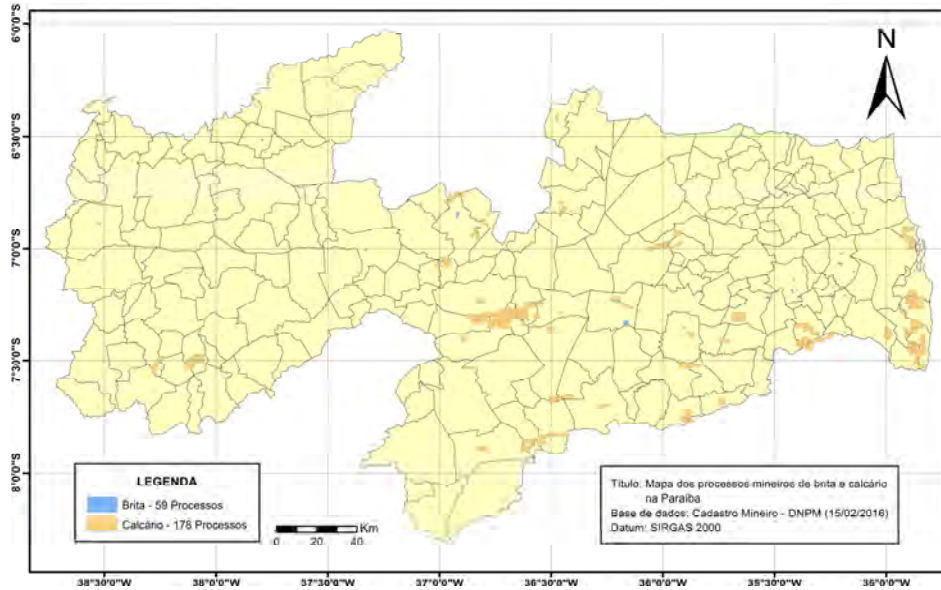 6°0'0"S
6°30'0"S
7°0'0"S
7°30'0"S
8°0'0"S
N
LEGENDA
Brita - 59 Processos
Calcário - 178 Processos
Km
0 20 40
Título: Mapa dos processos mineiros de brita e calcário
na Paraíba
Base de dados: Cadastro Mineiro - DNPM (15/02/2016)
Datum: SIRGAS 2000
38°30'0"W 38°0'0"W 37°30'0"W 37°0'0"W 36°30'0"W 36°0'0"W 35°30'0"W 35°0'0"W